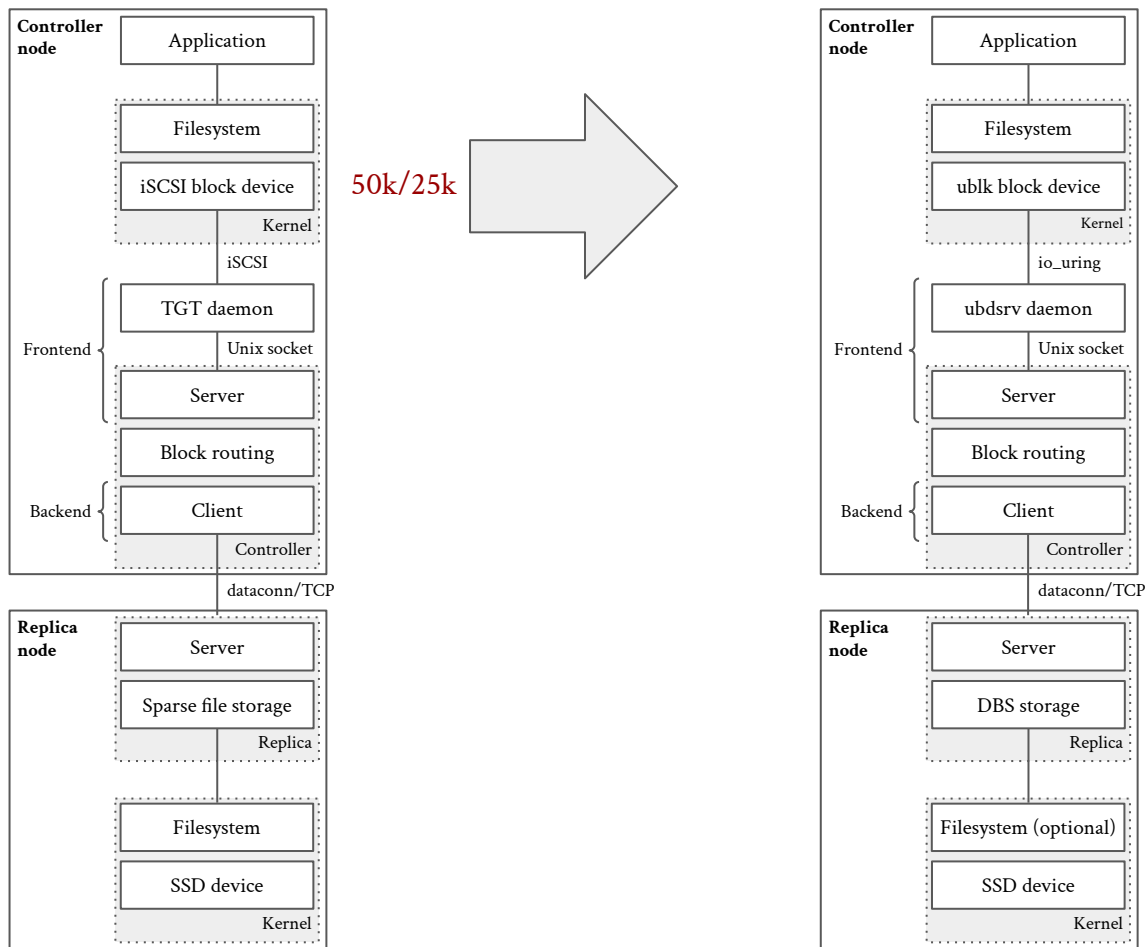 Controller
node
Application
Filesystem
iSCSI block device
Kernel
iSCSI
TGT daemon
Frontend
Unix socket
Server
Block routing
Backend
Client
Controller
dataconn/TCP
Replica
node
Server
Sparse file storage
Replica
Filesystem
SSD device
Kernel
50k/25k
Controller
node
Application
Filesystem
ublk block device
Kernel
io_uring
ubdsrv daemon
Frontend
Unix socket
Server
Block routing
Backend
Client
Controller
dataconn/TCP
Replica
node
Server
DBS storage
Replica
Filesystem (optional)
SSD device
Kernel